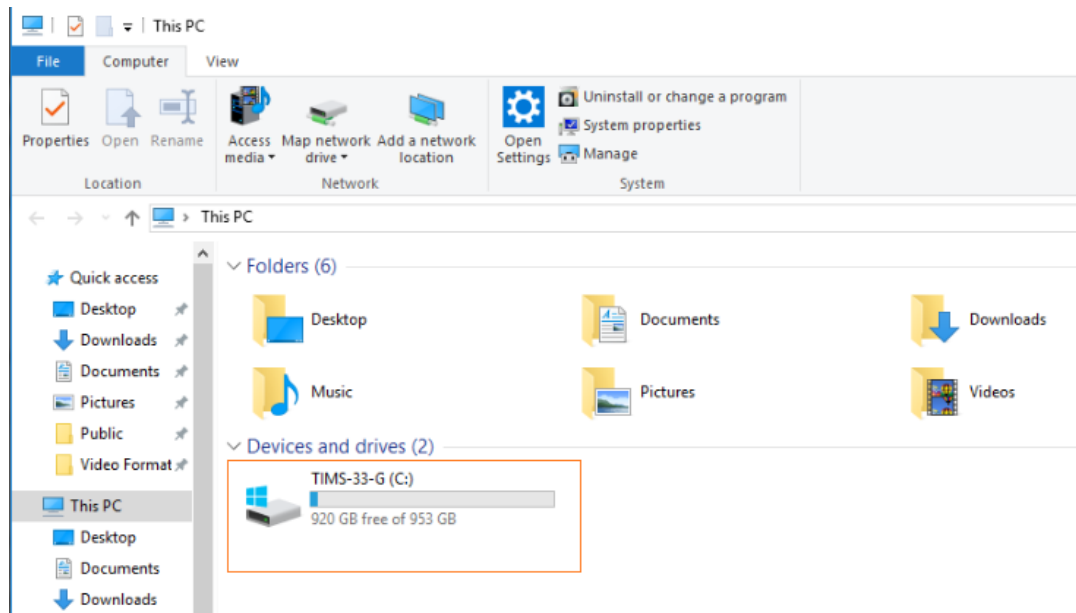 This PC
File Computer View
Properties Open Rename
Access media Map network drive Add a network location
Open Settings
Uninstall or change a program
System properties
Manage
Location Network System
This PC
Quick access
Desktop
Downloads
Documents
Pictures
Public
Video Format
This PC
Desktop
Documents
Downloads
Folders (6)
Desktop Documents Downloads
Music Pictures Videos
Devices and drives (2)
TIMS-33-G (C:)
920 GB free of 953 GB